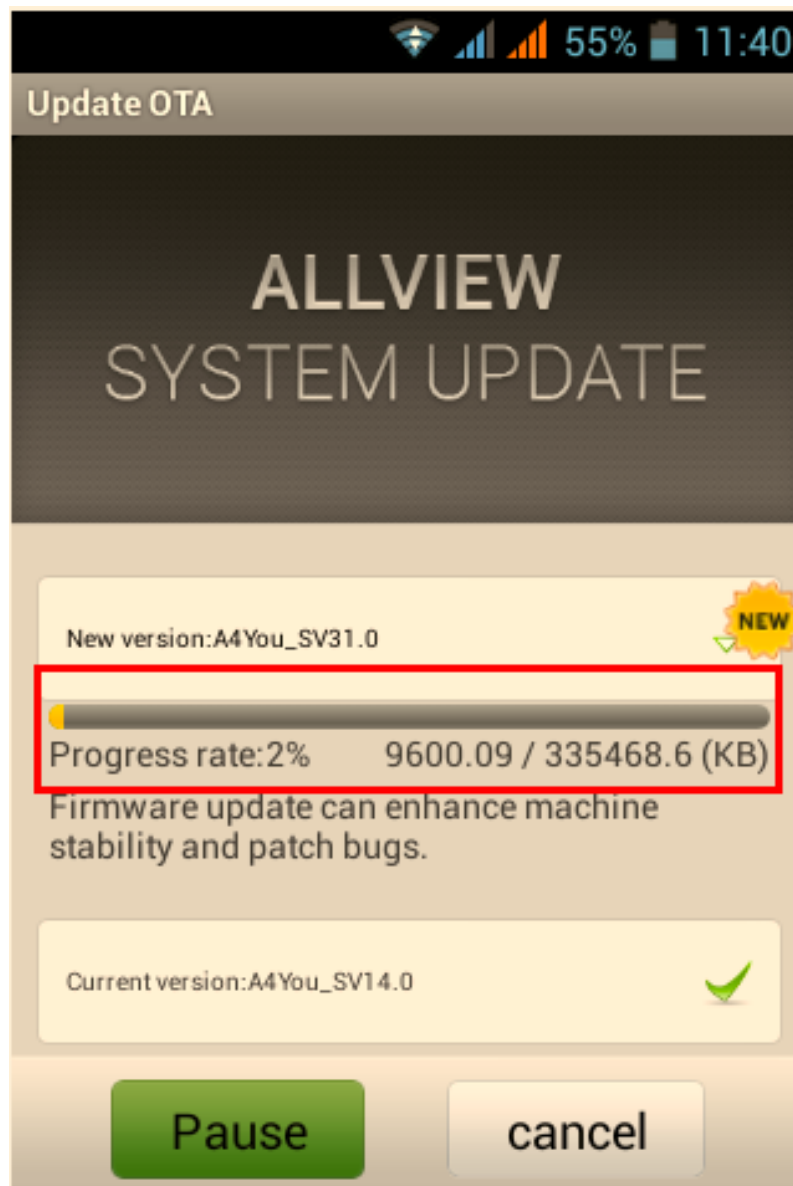 55% 11:40
Update OTA
ALLVIEW
SYSTEM UPDATE
NEW
New version:A4You_SV31.0
Progress rate:2% 9600.09 / 335468.6 (KB)
Firmware update can enhance machine
stability and patch bugs.
Current version:A4You_SV14.0
Pause cancel